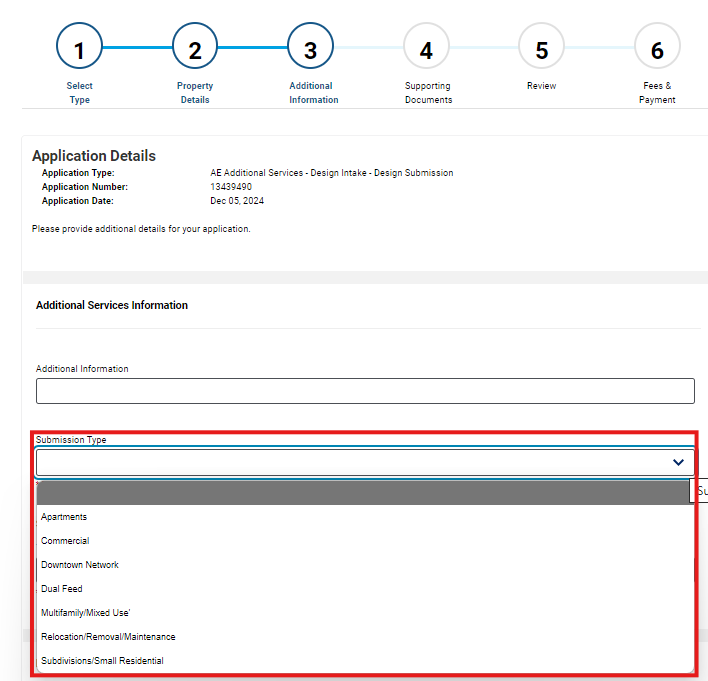 1 2 3 4 5 6
Select Type
Property Details
Additional Information
Supporting Documents
Review
Fees & Payment
Application Details
Application Type: AE Additional Services - Design Intake - Design Submission
Application Number: 13439490
Application Date: Dec 05, 2024
Please provide additional details for your application.
Additional Services Information
Additional Information
Submission Type
Su
Apartments
Commercial
Downtown Network
Dual Feed
Multifamily/Mixed Use'
Relocation/Removal/Maintenance
Subdivisions/Small Residential